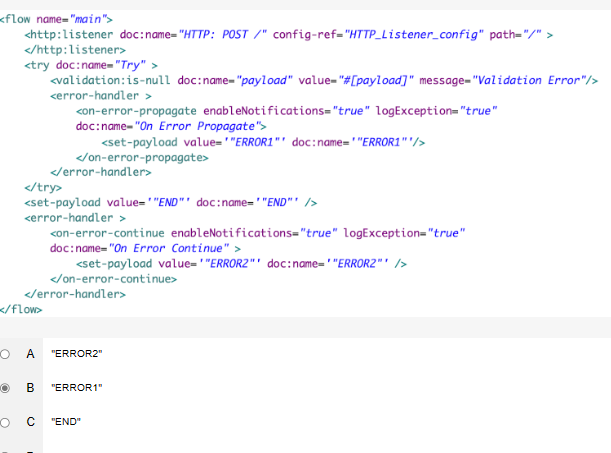 <flow name="main">
<http:listener doc:name="HTTP: POST /" config-ref="HTTP_Listener_config" path="/" >
</http:listener>
<try doc:name="Try" >
<validation:is-null doc:name="payload" value="#[payload]" message="Validation Error"/>
<error-handler >
<on-error-propagate enableNotifications="true" logException="true"
doc:name="On Error Propagate">
<set-payload value='"ERROR1"' doc:name='"ERROR1"'/>
</on-error-propagate>
</error-handler>
</try>
<set-payload value='"END"' doc:name='"END"' />
<error-handler >
<on-error-continue enableNotifications="true" logException="true"
doc:name="On Error Continue" >
<set-payload value='"ERROR2"' doc:name='"ERROR2"' />
</on-error-continue>
</error-handler>
</flow>
A "ERROR2"
B "ERROR1"
C "END"